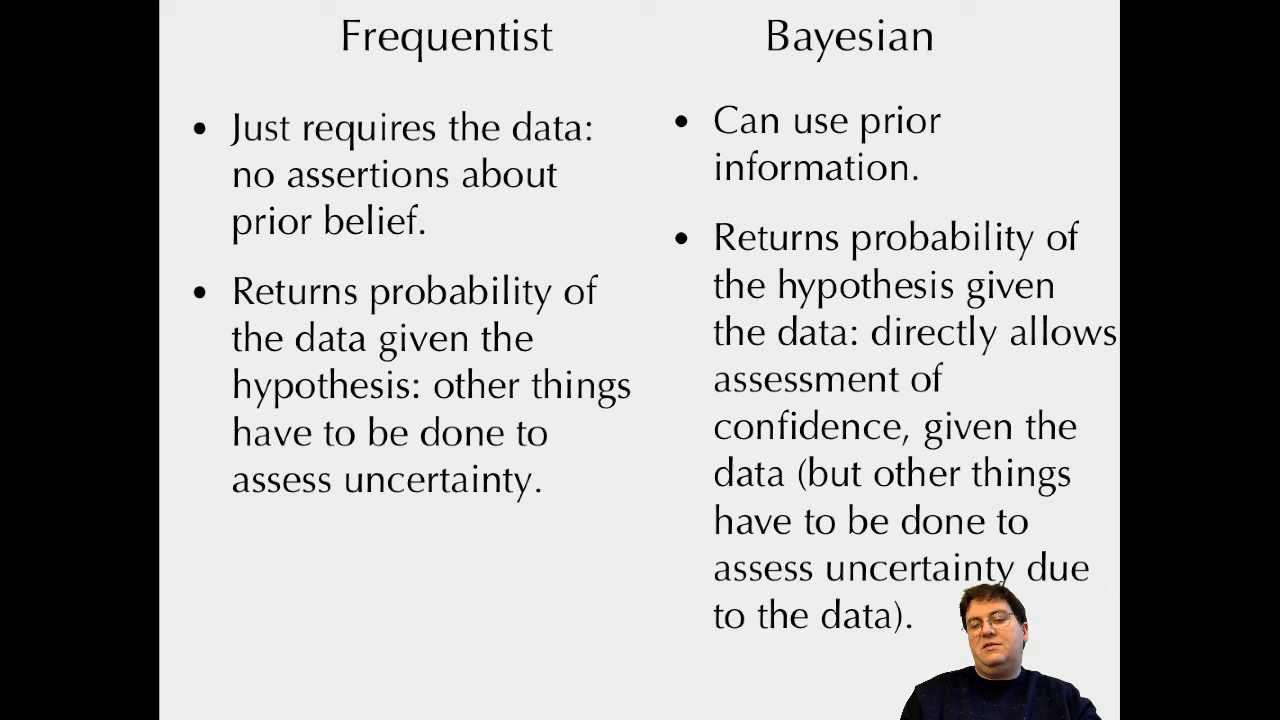 Frequentist
• Just requires the data:
no assertions about
prior belief.
• Returns probability of
the data given the
hypothesis: other things
have to be done to
assess uncertainty.
Bayesian
• Can use prior
information.
• Returns probability of
the hypothesis given
the data: directly allows
assessment of
confidence, given the
data (but other things
have to be done to
assess uncertainty due
to the data).